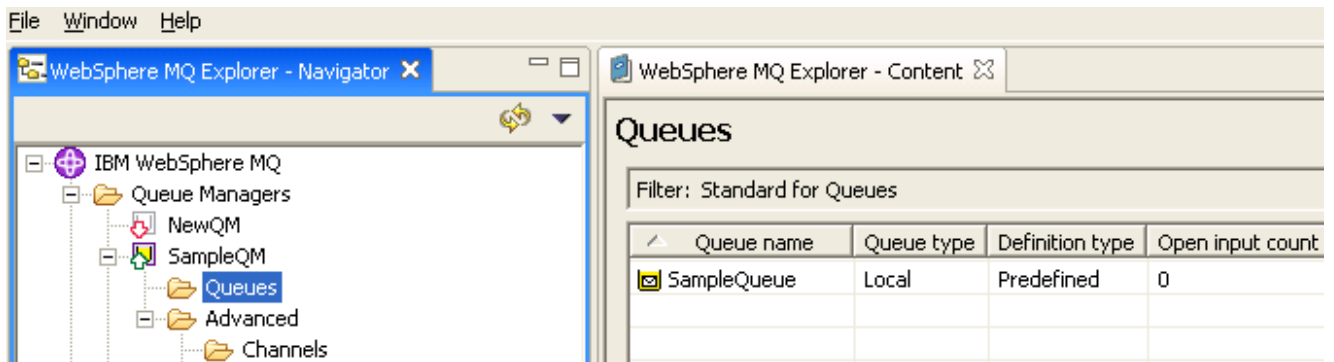 File Window Help
WebSphere MQ Explorer - Navigator
WebSphere MQ Explorer - Content
IBM WebSphere MQ
Queue Managers
NewQM
SampleQM
Queues
Advanced
Channels
Queues
Filter: Standard for Queues
Queue name Queue type Definition type Open input count
SampleQueue Local Predefined 0